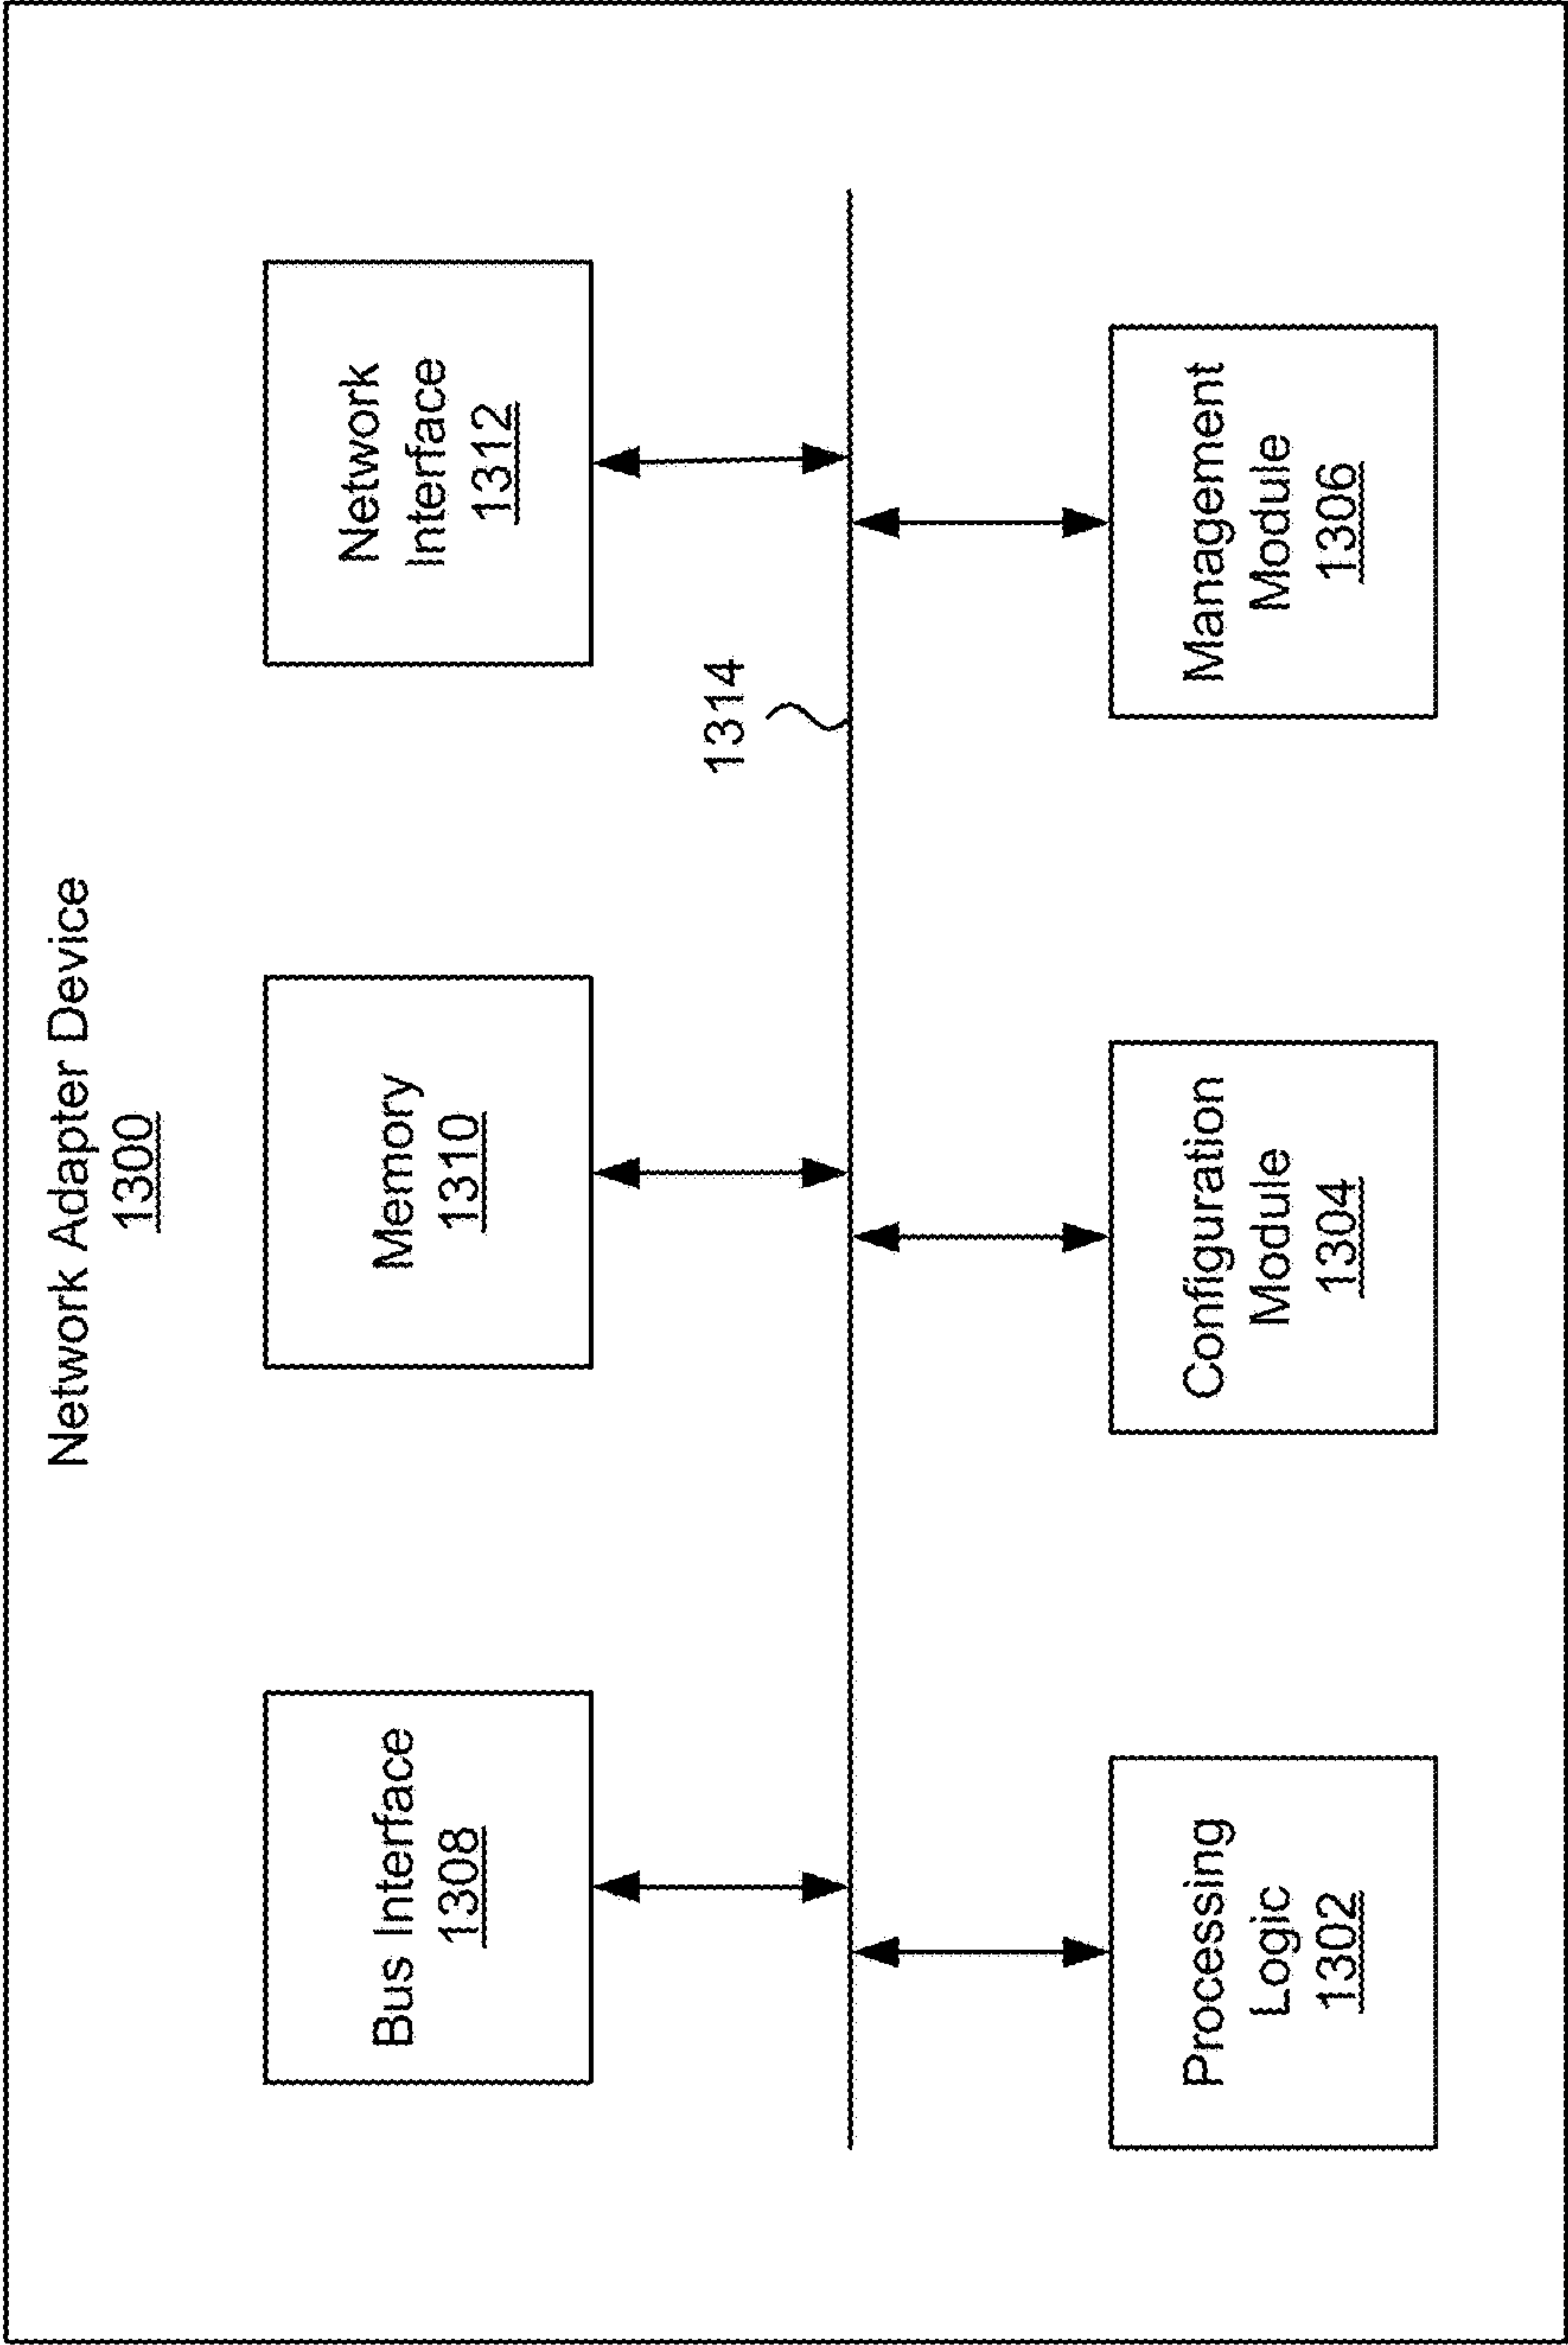 Network Adapter Device
1300
Bus Interface
1308
Memory
1310
Network
Interface
1312
1314
Processing
Logic
1302
Configuration
Module
1304
Management
Module
1306